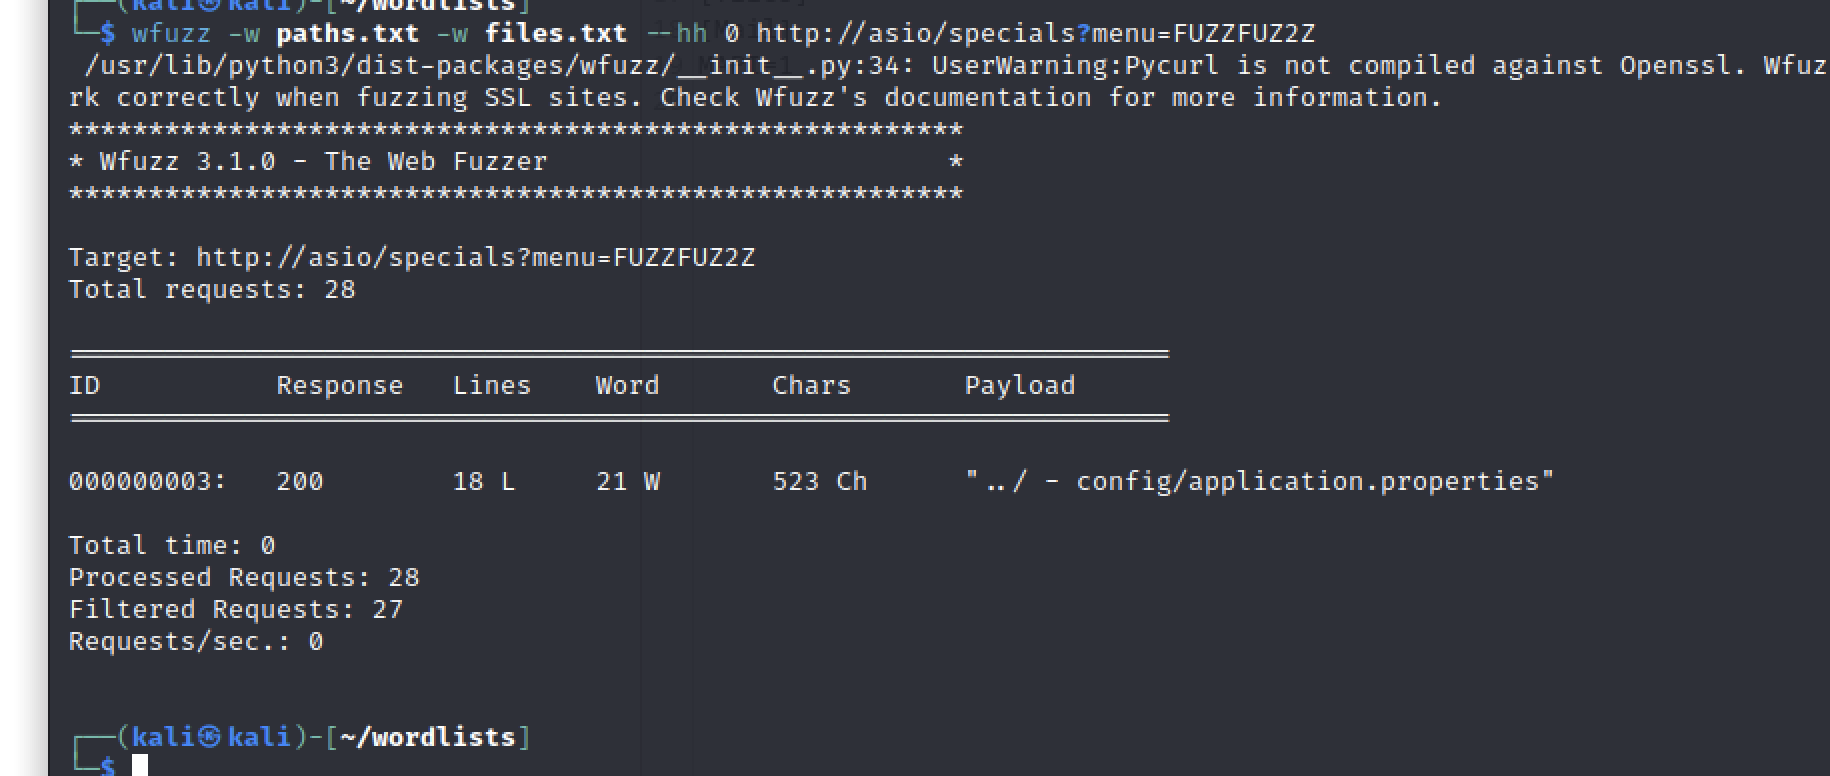 ┌──(kali㉿kali)-[~/wordlists]
└─$ wfuzz -w paths.txt -w files.txt --hh 0 http://asio/specials?menu=FUZZFUZ2Z
/usr/lib/python3/dist-packages/wfuzz/__init__.py:34: UserWarning:Pycurl is not compiled against Openssl. Wfuz
rk correctly when fuzzing SSL sites. Check Wfuzz's documentation for more information.
********************************************************
* Wfuzz 3.1.0 - The Web Fuzzer                         *
********************************************************
Target: http://asio/specials?menu=FUZZFUZ2Z
Total requests: 28
=====================================================================
ID           Response   Lines    Word       Chars       Payload
=====================================================================
000000003:   200        18 L     21 W       523 Ch      "../ - config/application.properties"
Total time: 0
Processed Requests: 28
Filtered Requests: 27
Requests/sec.: 0
┌──(kali㉿kali)-[~/wordlists]
└─$